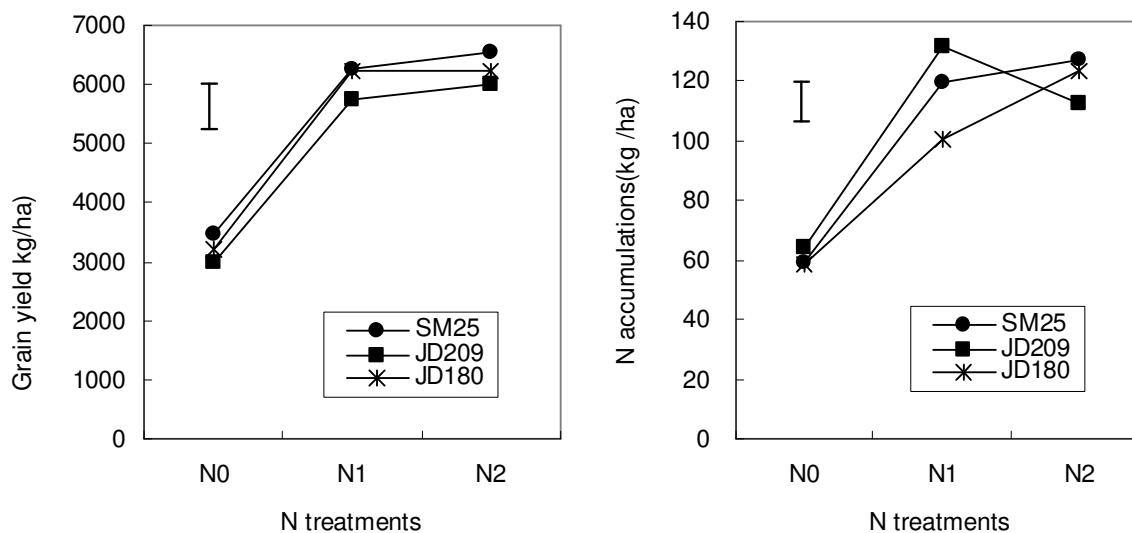 7000
6000
5000
4000
3000
2000
1000
0
Grain yield kg/ha)
SM25
JD209
JD180
N0 N1 N2
N treatments
140
120
100
80
60
40
20
0
N accumulations(kg /ha)
SM25
JD209
JD180
N0 N1 N2
N treatments